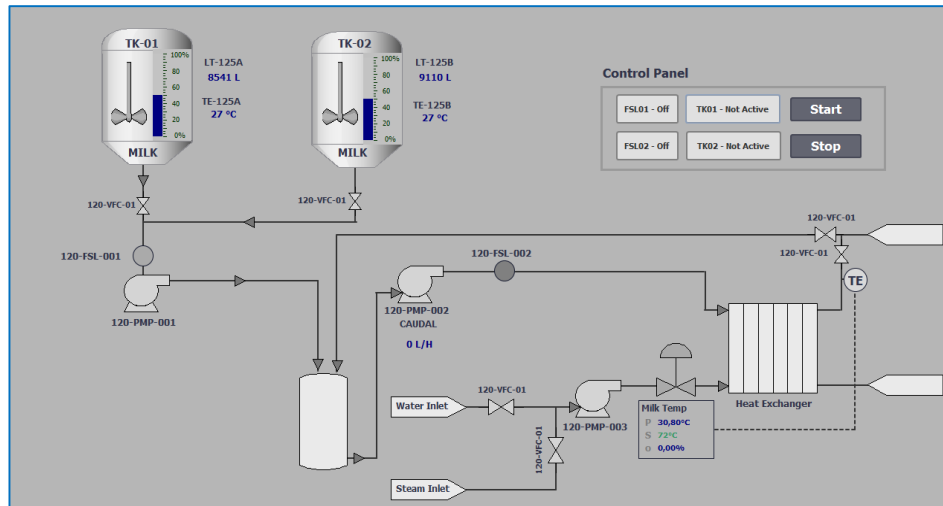 TK-01
100%
80
60
40
20
0%
MILK
LT-125A
8541 L
TE-125A
27 °C
TK-02
100%
80
60
40
20
0%
MILK
LT-125B
9110 L
TE-125B
27 °C
Control Panel
FSL01 - Off
TK01 - Not Active
Start
FSL02 - Off
TK02 - Not Active
Stop
120-VFC-01
120-VFC-01
120-VFC-01
120-VFC-01
120-FSL-001
120-FSL-002
TE
120-PMP-001
120-PMP-002
CAUDAL
0 L/H
120-VFC-01
Water Inlet
120-PMP-003
Heat Exchanger
Milk Temp
P 30,80°C
S 72°C
o 0,00%
120-VFC-01
Steam Inlet